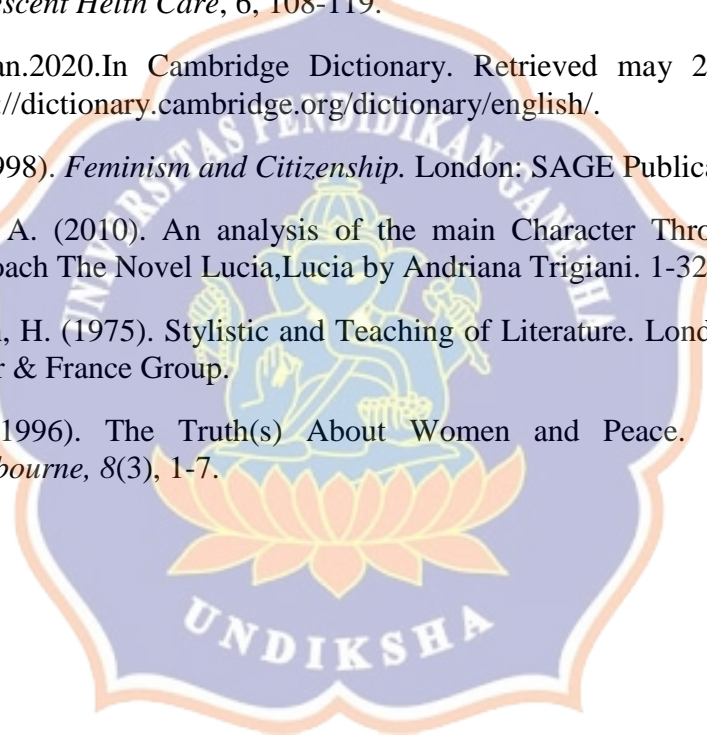 escent Helth Care, 6, 108-119.
an.2020.In Cambridge Dictionary. Retrieved may 2
://dictionary.cambridge.org/dictionary/english/.
998). Feminism and Citizenship. London: SAGE Publica
A. (2010). An analysis of the main Character Thro
oach The Novel Lucia,Lucia by Andriana Trigiani. 1-32
, H. (1975). Stylistic and Teaching of Literature. Lond
r & France Group.
1996). The Truth(s) About Women and Peace.
bourne, 8(3), 1-7.
UNIVERSITAS PENDIDIKAN GANESHA
UNDIKSHA